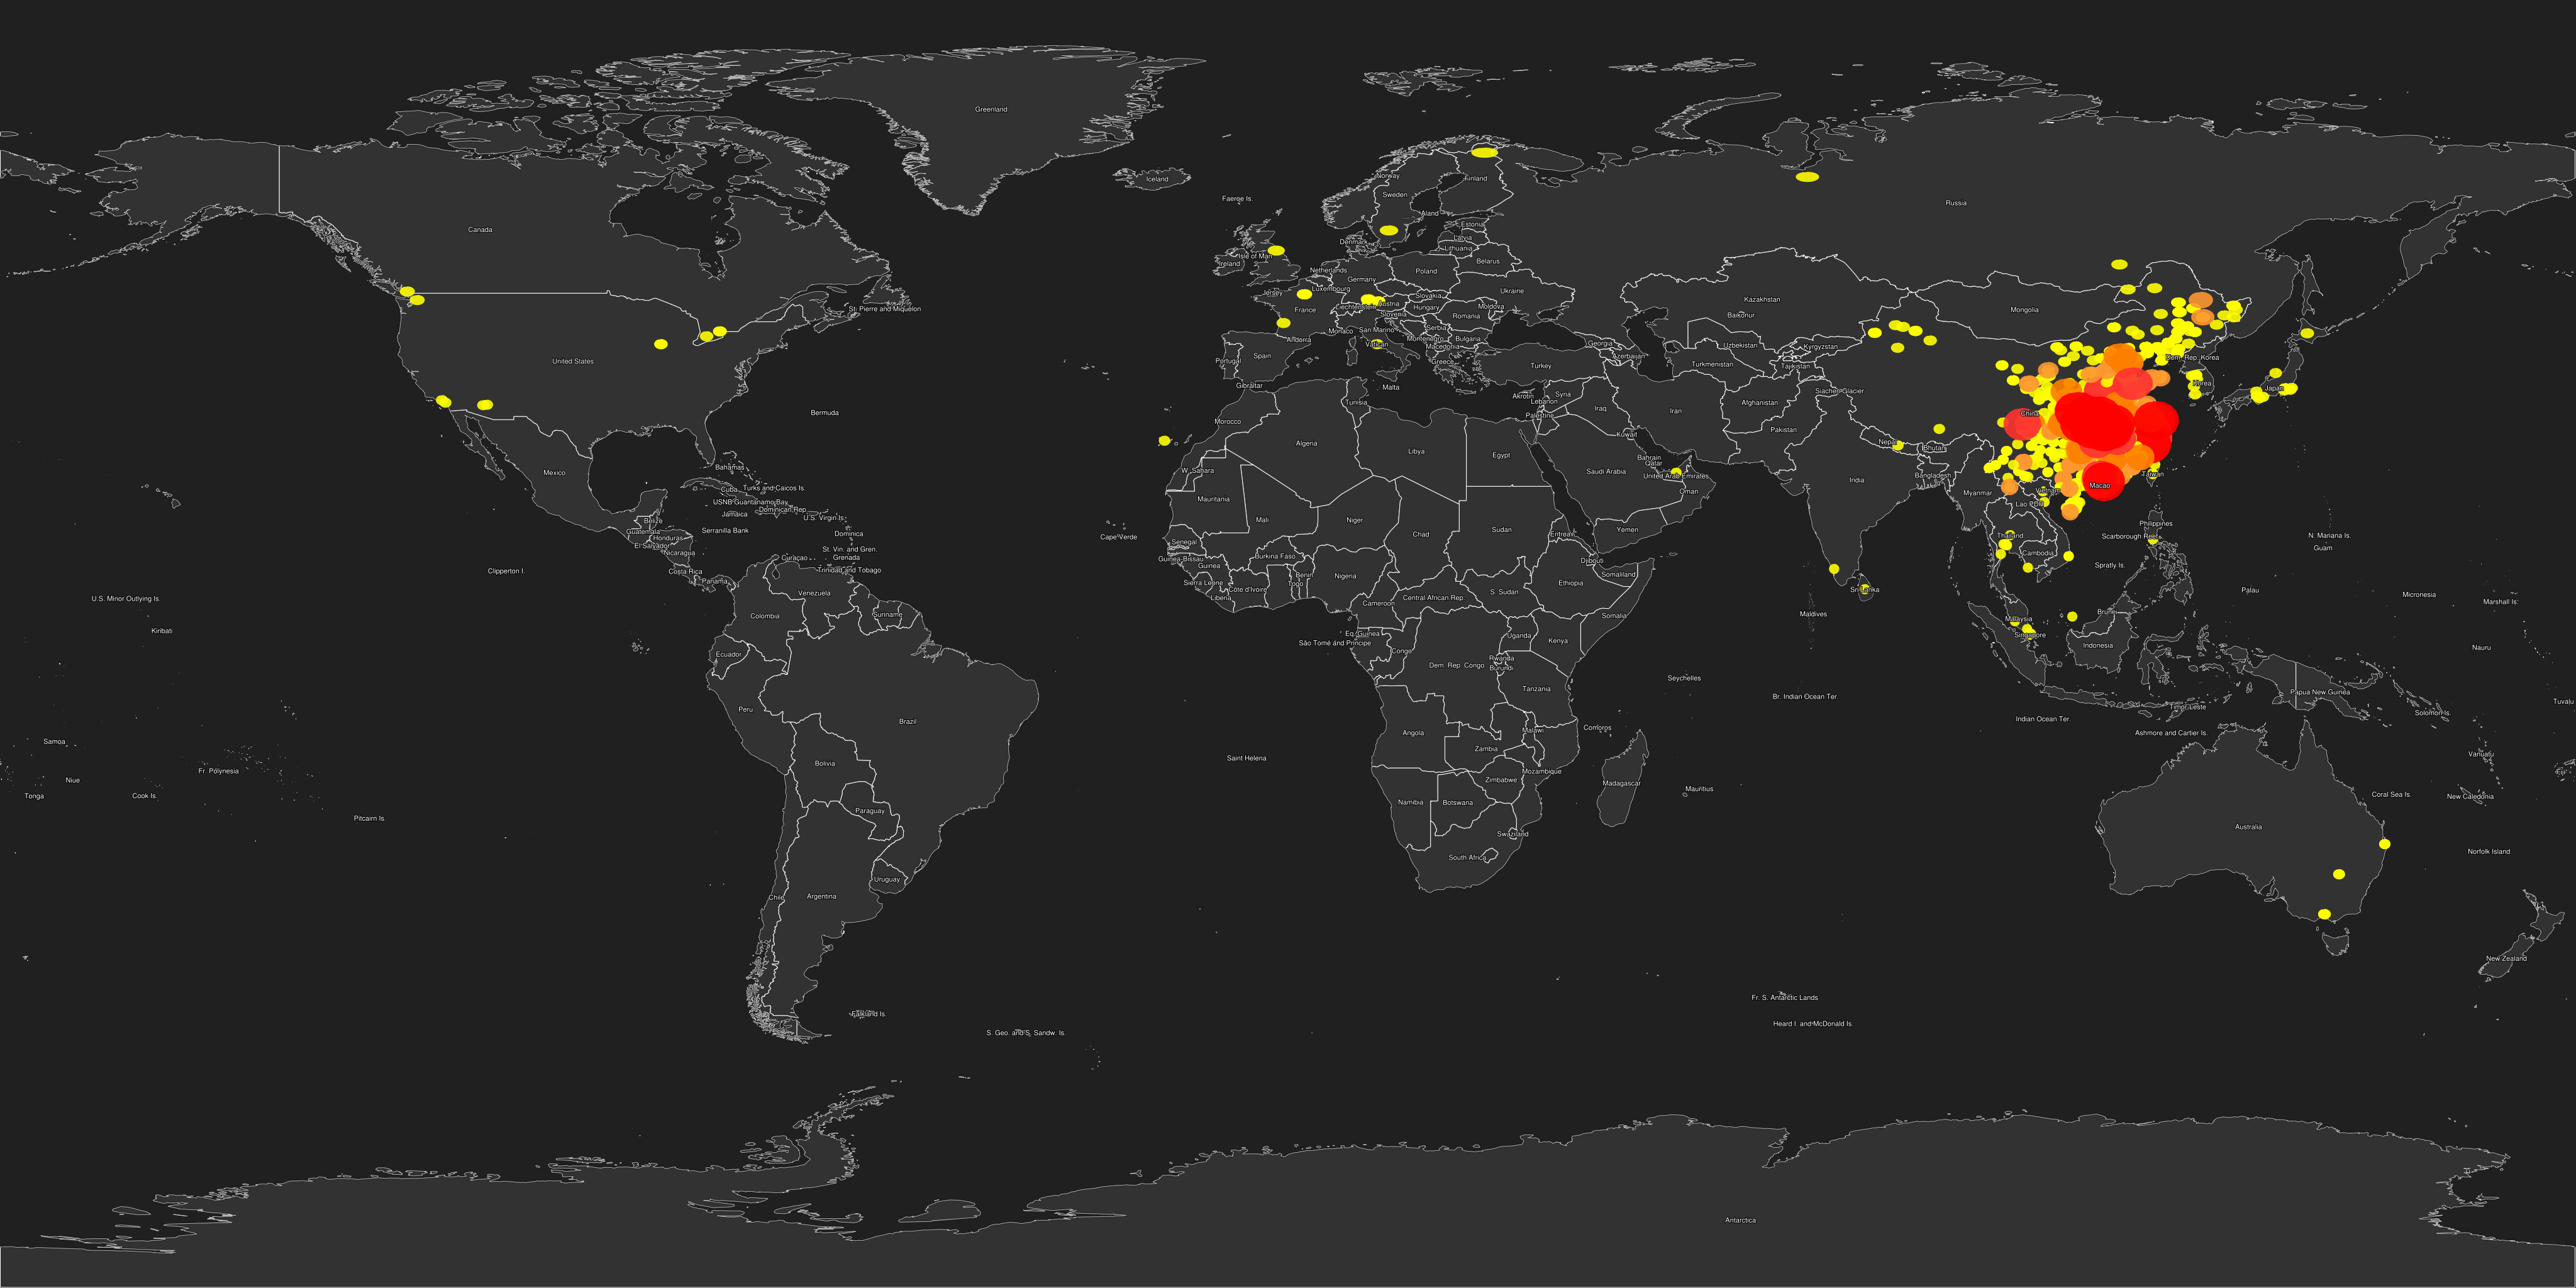 Greenland
Iceland
Norway
Finland
Sweden
Russia
Faeroe Is.
Åland
Estonia
Canada
Latvia
Denmark
Lithuania
Isle of Man
Ireland
Belarus
Netherlands
Poland
Germany
Luxembourg
Ukraine
Jersey
Slovakia
Kazakhstan
Austria
Liechtenstein
Hungary
Moldova
St. Pierre and Miquelon
France
Mongolia
Slovenia
Romania
Baikonur
Serbia
San Marino
Monaco
Montenegro
Bulgaria
Andorra
Vatican
Macedonia
Georgia
Uzbekistan
Kyrgyzstan
Spain
Portugal
Greece
Azerbaijan
Dem. Rep. Korea
United States
Turkey
Turkmenistan
Tajikistan
Gibraltar
Malta
Korea
Japan
Siachen Glacier
Akrotiri
Syria
Lebanon
Tunisia
Afghanistan
Iraq
Iran
Bermuda
Palestine
China
Morocco
Pakistan
Kuwait
Nepal
Algeria
Bhutan
Libya
Egypt
Bahrain
Qatar
Bahamas
W. Sahara
Saudi Arabia
United Arab Emirates
Mexico
Taiwan
Bangladesh
India
Macao
Cuba
Turks and Caicos Is.
Oman
Myanmar
Vietnam
Mauritania
USNB Guantanamo Bay
Lao PDR
Dominican Rep.
Jamaica
U.S. Virgin Is.
Mali
Niger
Belize
Serranilla Bank
Sudan
Yemen
Philippines
Guatemala
Dominica
Chad
Eritrea
Cape Verde
Thailand
Scarborough Reef
N. Mariana Is.
Honduras
Senegal
El Salvador
Guam
St. Vin. and Gren.
Nicaragua
Cambodia
Burkina Faso
Curaçao
Grenada
Guinea-Bissau
Djibouti
Guinea
Spratly Is.
Clipperton I.
Costa Rica
Trinidad and Tobago
Benin
Nigeria
Somaliland
Panama
Togo
Sierra Leone
Ethiopia
Côte d'Ivoire
Sri Lanka
Palau
Venezuela
S. Sudan
Micronesia
U.S. Minor Outlying Is.
Liberia
Central African Rep.
Marshall Is.
Cameroon
Brunei
Suriname
Maldives
Colombia
Somalia
Malaysia
Kiribati
Eq. Guinea
Uganda
Singapore
São Tomé and Principe
Kenya
Indonesia
Nauru
Congo
Ecuador
Rwanda
Dem. Rep. Congo
Burundi
Seychelles
Tanzania
Papua New Guinea
Br. Indian Ocean Ter.
Tuvalu
Timor-Leste
Peru
Solomon Is.
Indian Ocean Ter.
Brazil
Comoros
Malawi
Angola
Ashmore and Cartier Is.
Samoa
Zambia
Vanuatu
Saint Helena
Bolivia
Fr. Polynesia
Mozambique
Fiji
Niue
Zimbabwe
Madagascar
Mauritius
Coral Sea Is.
Tonga
Cook Is.
New Caledonia
Namibia
Botswana
Paraguay
Pitcairn Is.
Australia
Swaziland
Norfolk Island
South Africa
Uruguay
Chile
Argentina
New Zealand
Fr. S. Antarctic Lands
Falkland Is.
Heard I. and McDonald Is.
S. Geo. and S. Sandw. Is.
Antarctica